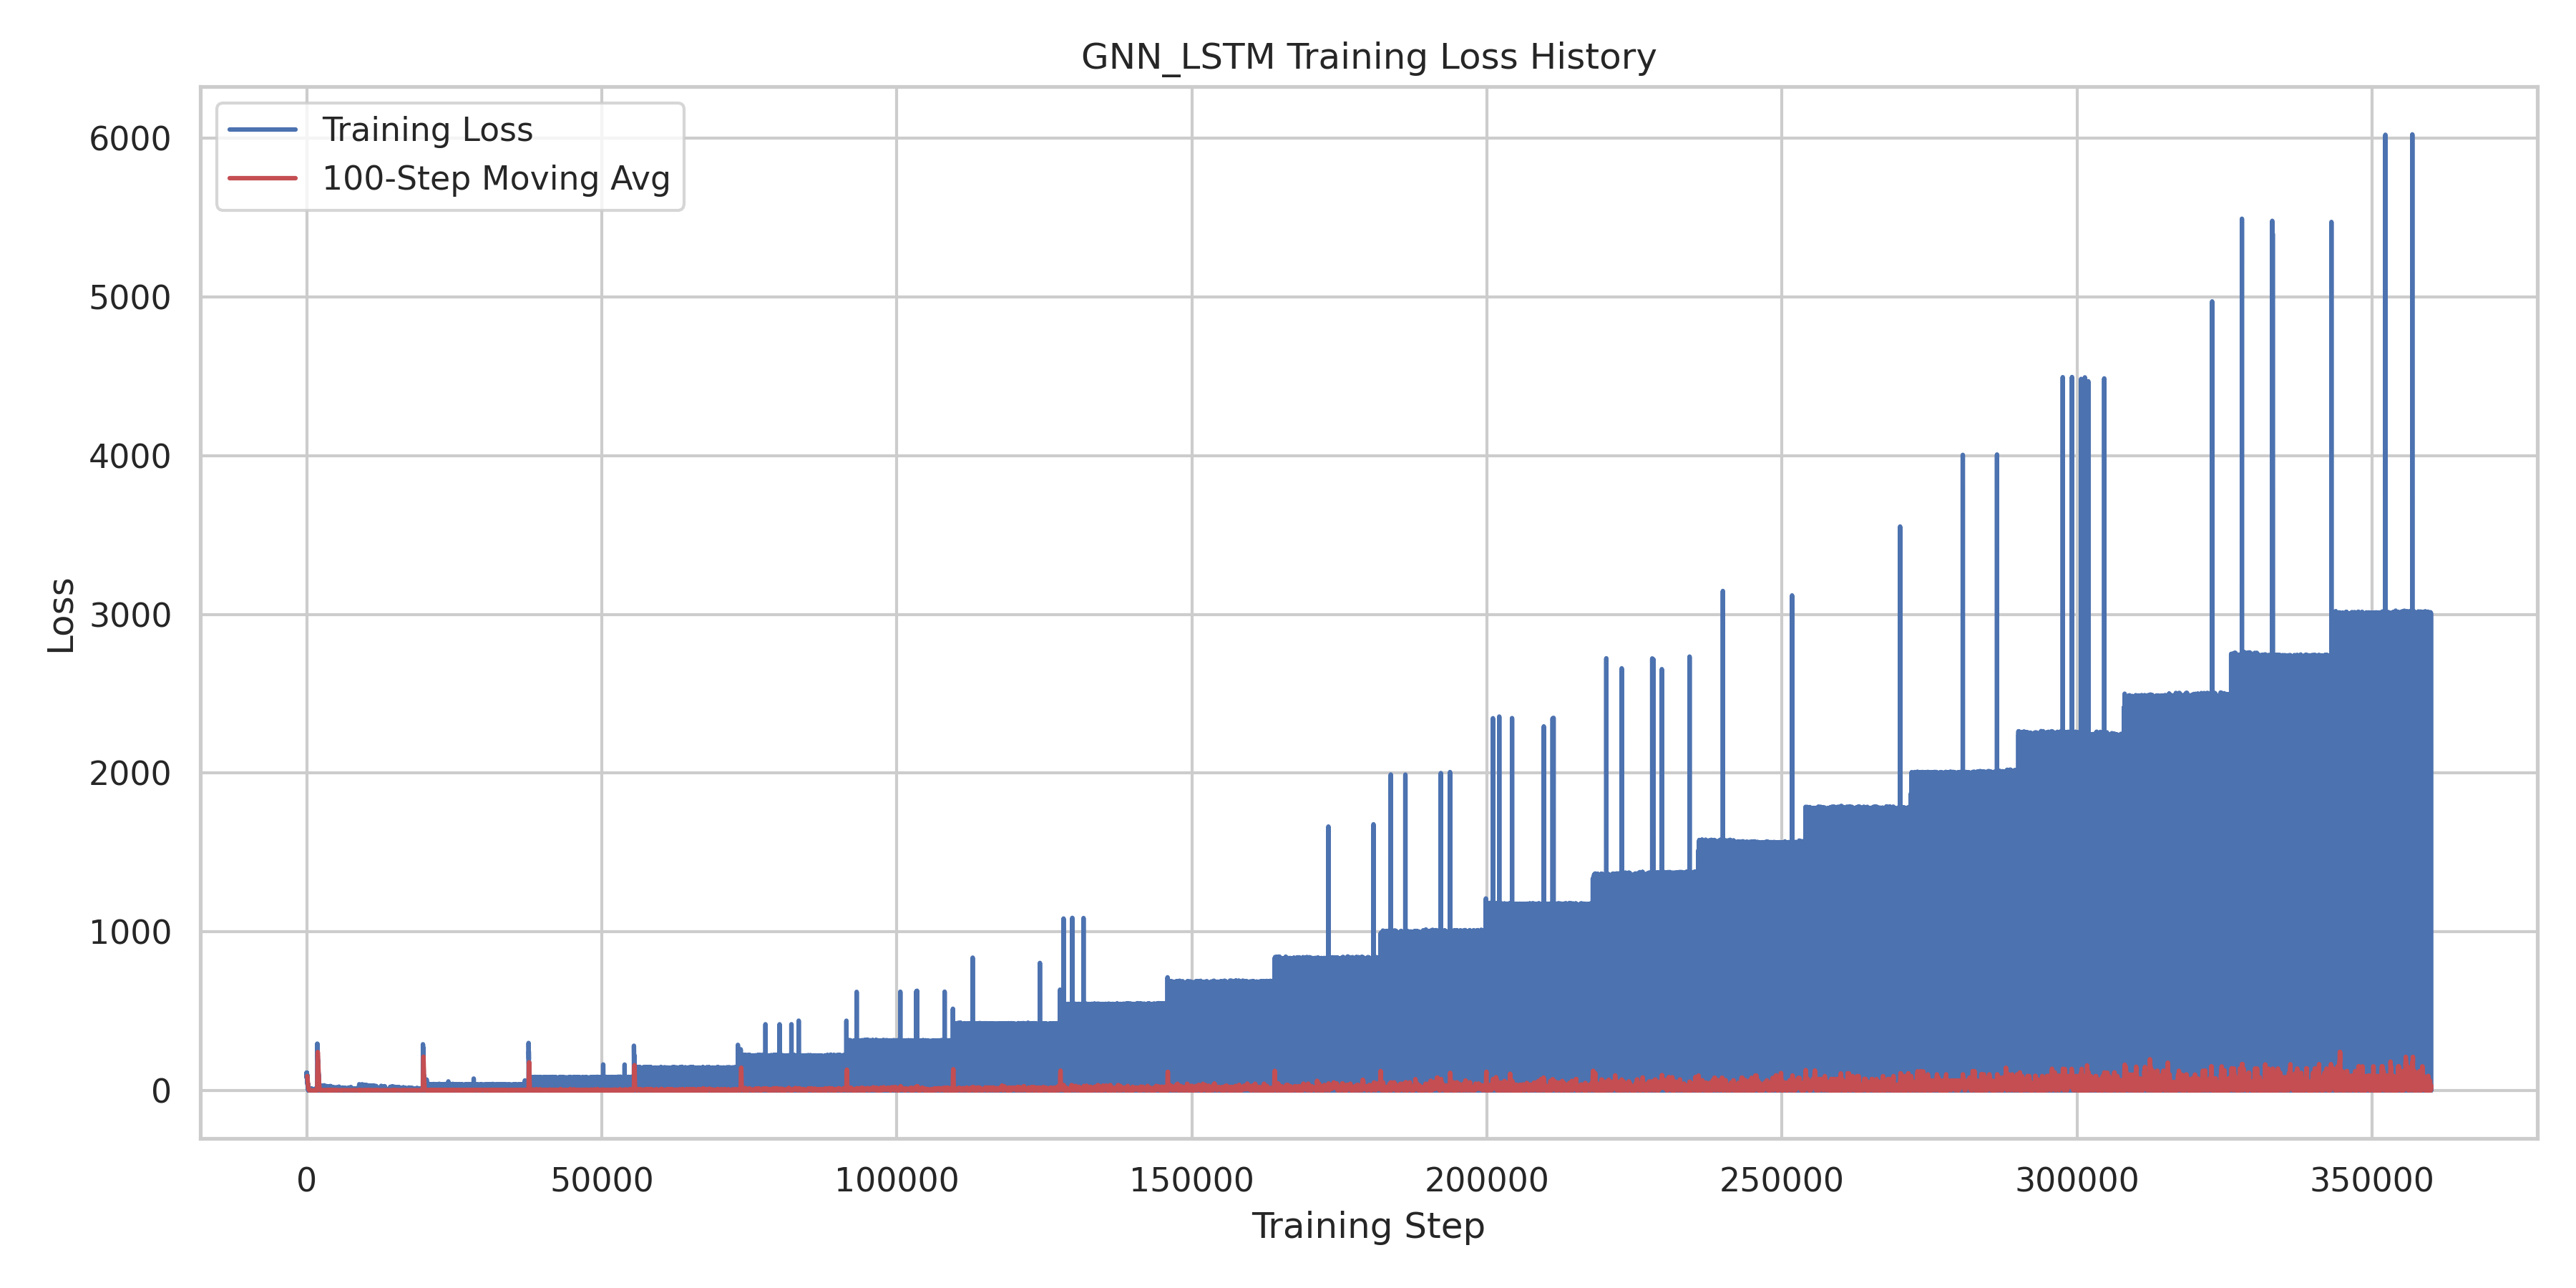 GNN_LSTM Training Loss History
Training Loss
100-Step Moving Avg
6000
5000
4000
3000
2000
1000
0
Loss
0 50000 100000 150000 200000 250000 300000 350000
Training Step